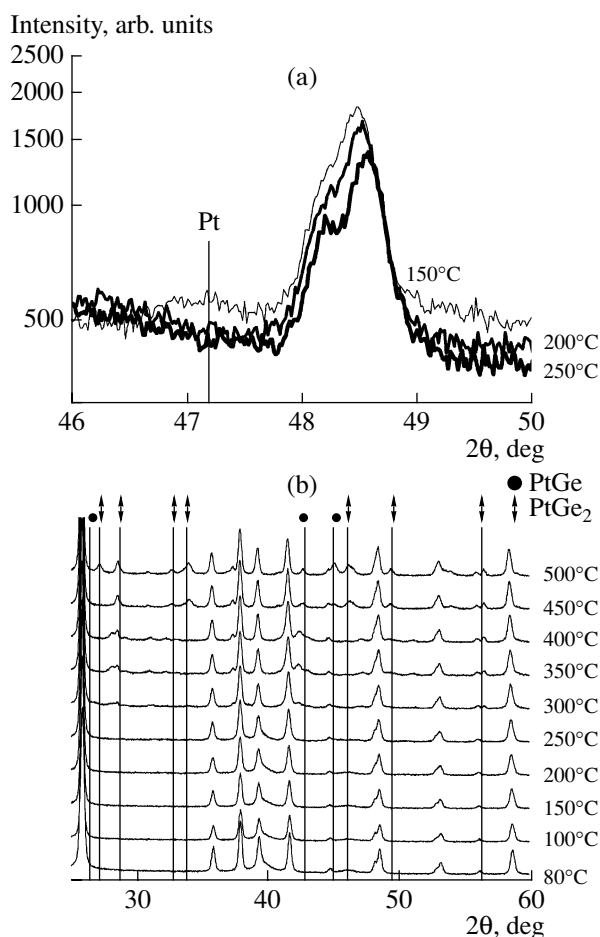 Intensity, arb. units
2500
2000
(a)
1500
1000
Pt
150°C
500
200°C
250°C
46 47 48 49 50
2θ, deg
(b)
PtGe
PtGe2
500°C
450°C
400°C
350°C
300°C
250°C
200°C
150°C
100°C
80°C
30 40 50 60
2θ, deg